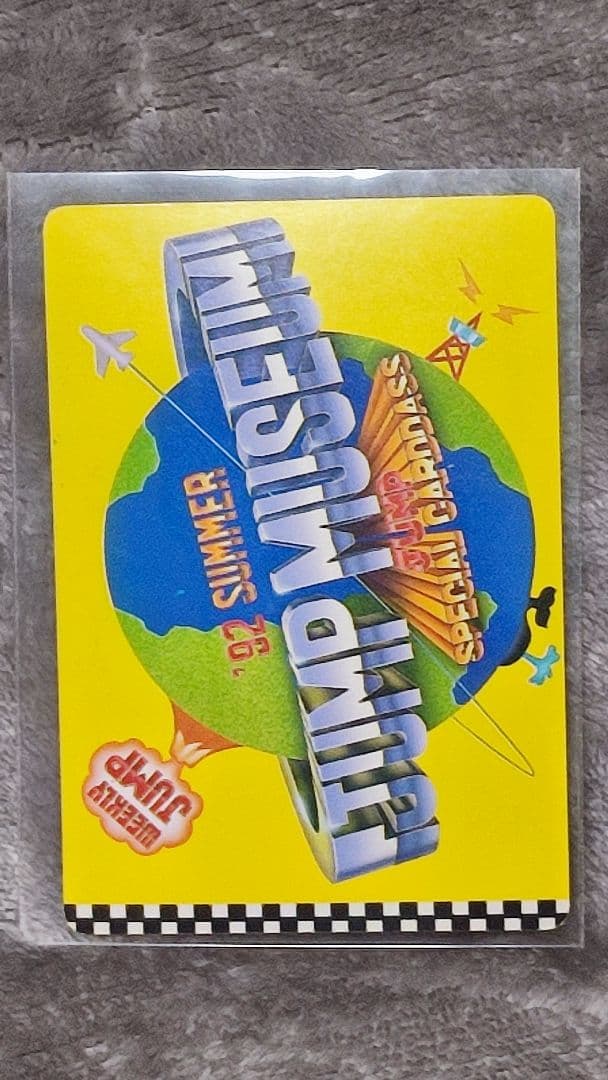 '92 SUMMER
JUMP MUSEUM!
JUMP
SPECIAL CARDDASS
WEEKLY
JUMP